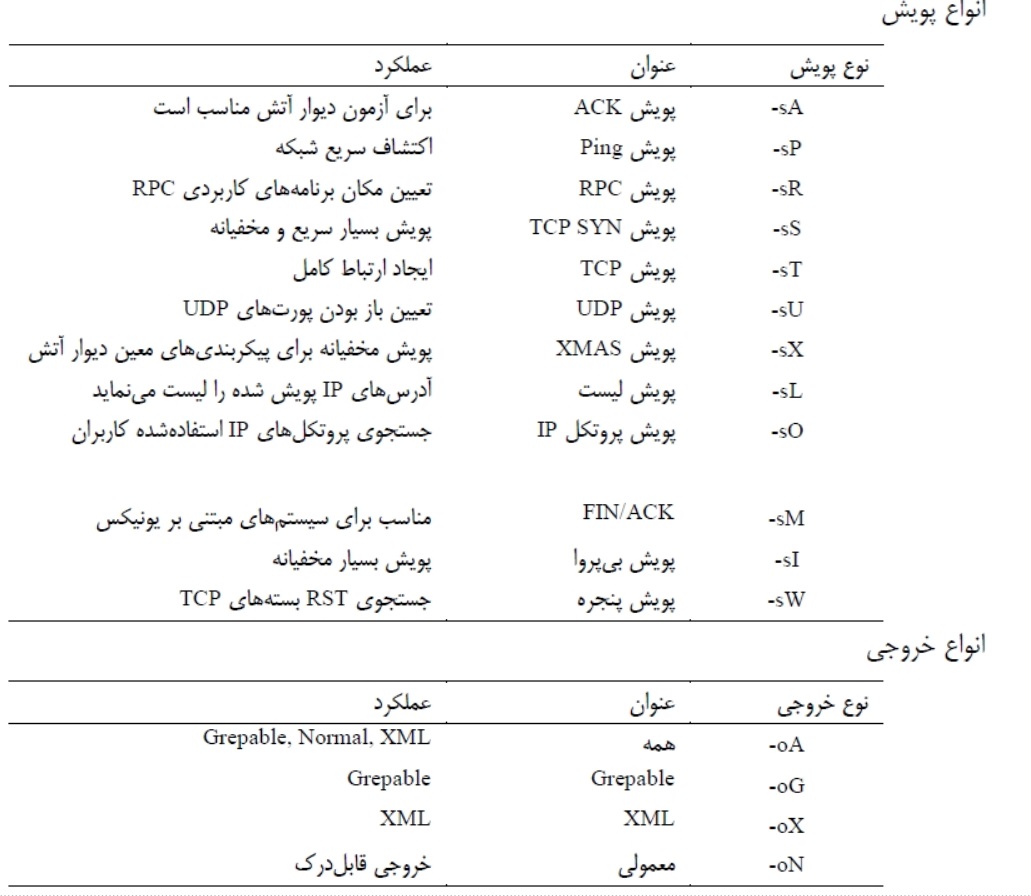 انواع پویش
نوع پویش عنوان عملکرد
-sA پویش ACK برای آزمون دیوار آتش مناسب است
-sP پویش Ping اکتشاف سریع شبکه
-sR پویش RPC تعیین مکان برنامه‌های کاربردی RPC
-sS پویش TCP SYN پویش بسیار سریع و مخفیانه
-sT پویش TCP ایجاد ارتباط کامل
-sU پویش UDP تعیین باز بودن پورت‌های UDP
-sX پویش XMAS پویش مخفیانه برای پیکربندی‌های معین دیوار آتش
-sL پویش لیست آدرس‌های IP پویش شده را لیست می‌نماید
-sO پویش پروتکل IP جستجوی پروتکل‌های IP استفاده‌شده کاربران
-sM FIN/ACK مناسب برای سیستم‌های مبتنی بر یونیکس
-sI پویش بی‌پروا پویش بسیار مخفیانه
-sW پویش پنجره جستجوی RST بسته‌های TCP
انواع خروجی
نوع خروجی عنوان عملکرد
-oA همه Grepable, Normal, XML
-oG Grepable Grepable
-oX XML XML
-oN معمولی خروجی قابل‌درک